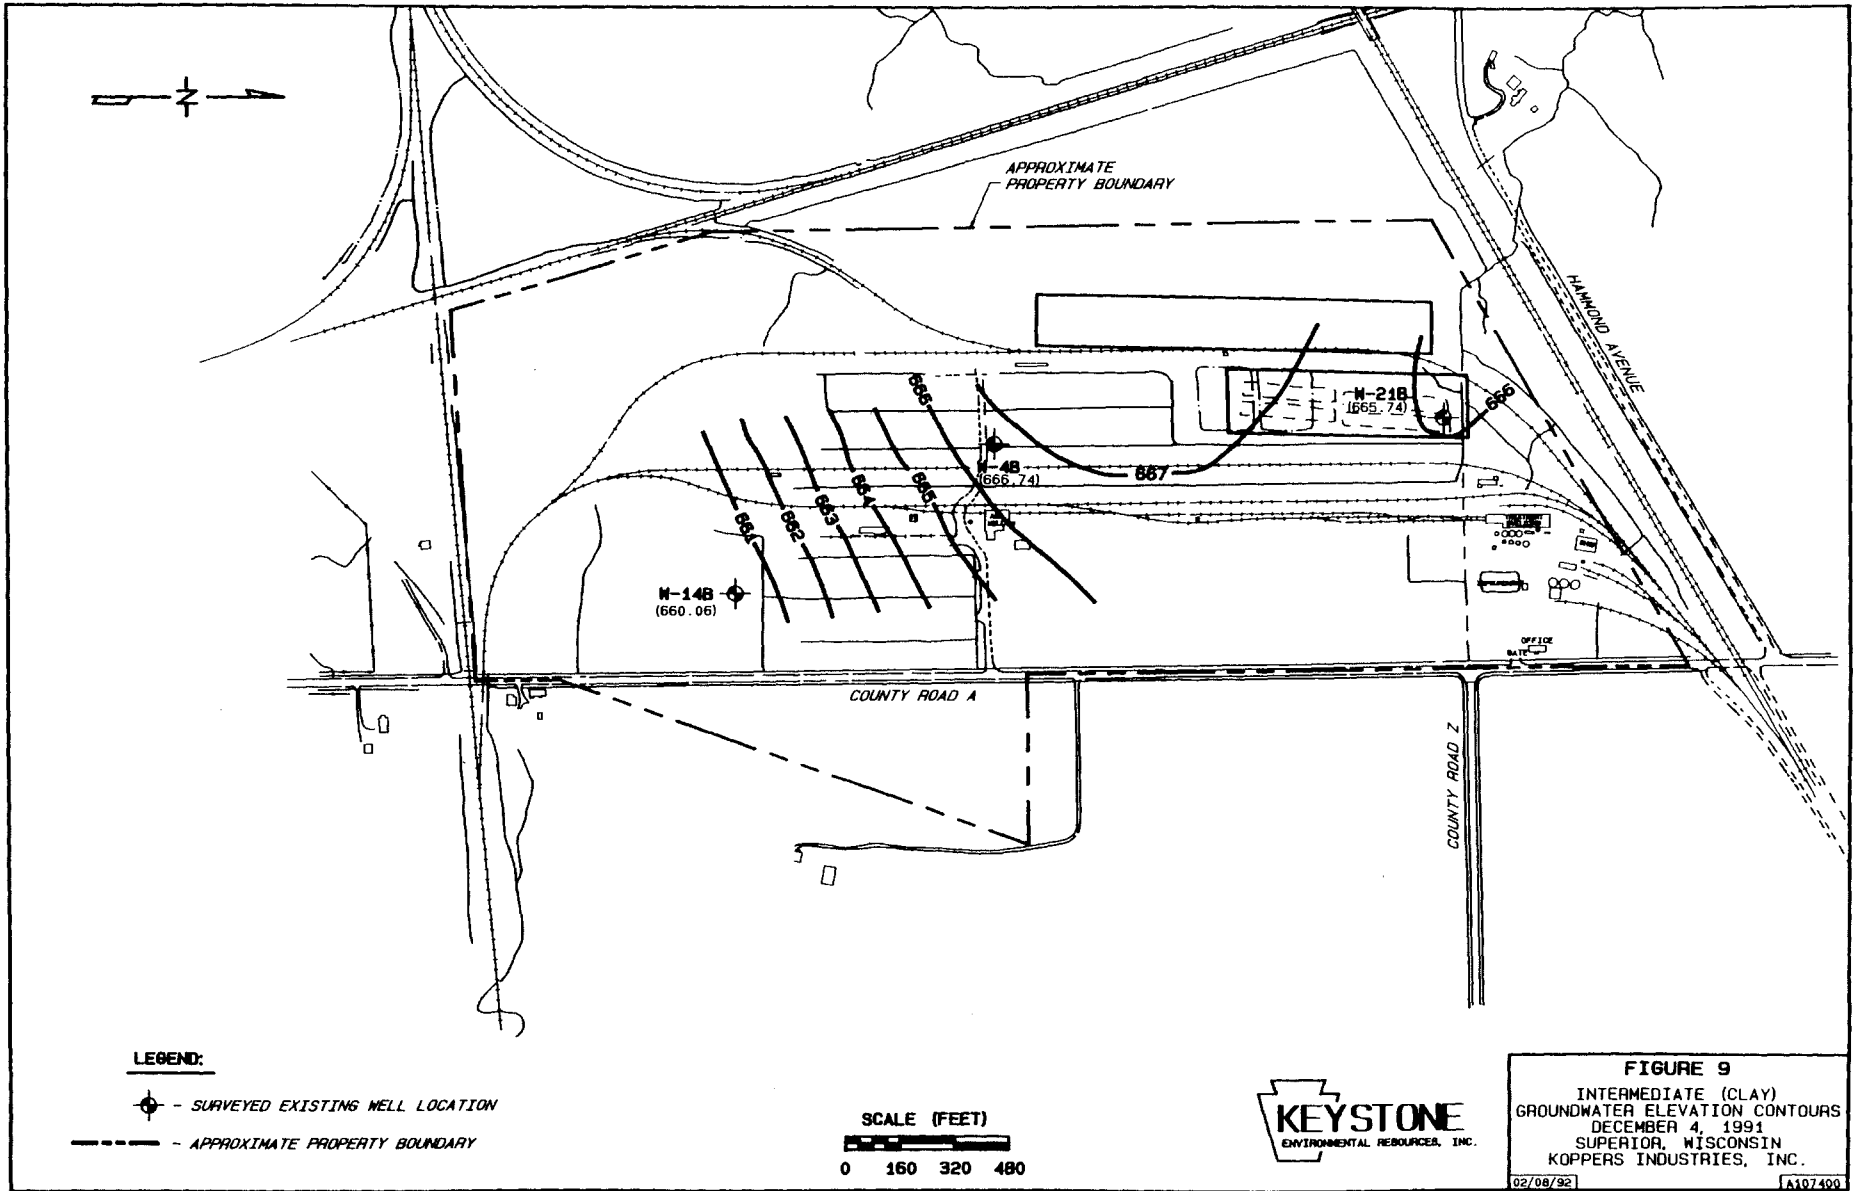 N
APPROXIMATE
PROPERTY BOUNDARY
HAMMOND AVENUE
W-21B
(665.74)
666
666
W-4B
(666.74)
667
665
664
663
662
661
W-14B
(660.06)
OFFICE
GATE
COUNTY ROAD A
COUNTY ROAD Z
LEGEND:
- SURVEYED EXISTING WELL LOCATION
- APPROXIMATE PROPERTY BOUNDARY
SCALE (FEET)
0 160 320 480
KEYSTONE
ENVIRONMENTAL RESOURCES, INC.
FIGURE 9
INTERMEDIATE (CLAY)
GROUNDWATER ELEVATION CONTOURS
DECEMBER 4, 1991
SUPERIOR, WISCONSIN
KOPPERS INDUSTRIES, INC.
02/08/92
A107400